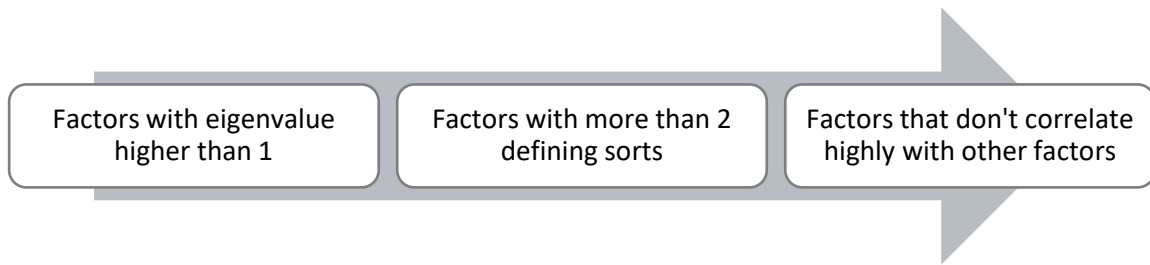 Factors with eigenvalue
higher than 1
Factors with more than 2
defining sorts
Factors that don't correlate
highly with other factors